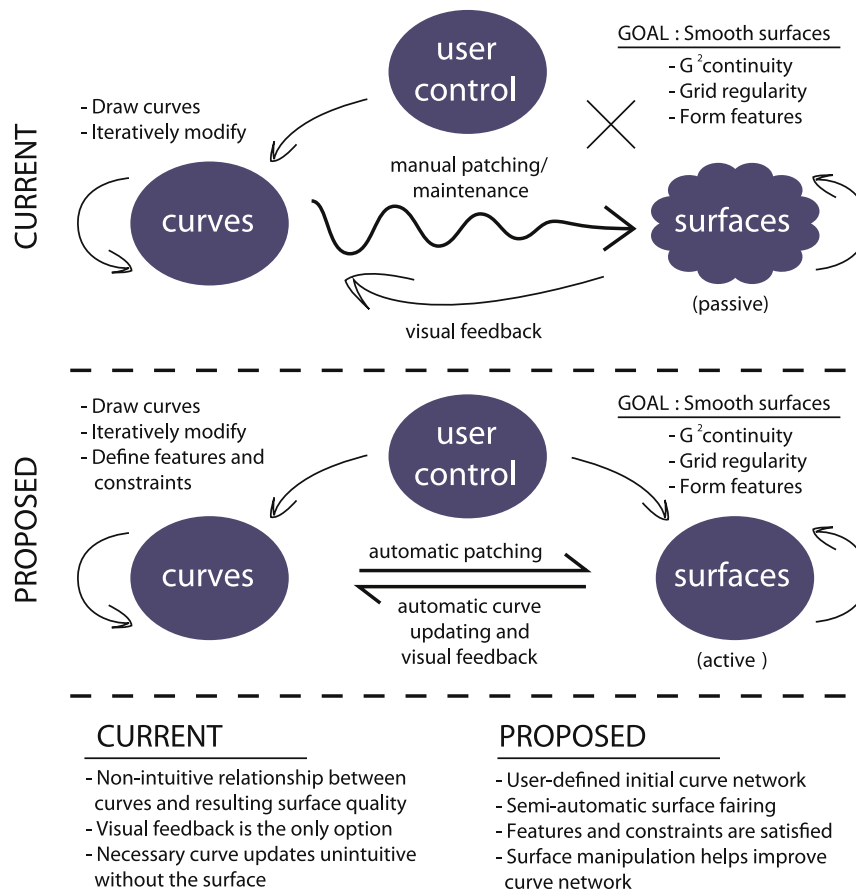 CURRENT
user
control
GOAL : Smooth surfaces
- G²continuity
- Grid regularity
- Form features
- Draw curves
- Iteratively modify
manual patching/
maintenance
curves
surfaces
(passive)
visual feedback
PROPOSED
- Draw curves
- Iteratively modify
- Define features and
constraints
user
control
GOAL : Smooth surfaces
- G²continuity
- Grid regularity
- Form features
automatic patching
curves
surfaces
automatic curve
updating and
visual feedback
(active )
CURRENT
- Non-intuitive relationship between
curves and resulting surface quality
- Visual feedback is the only option
- Necessary curve updates unintuitive
without the surface
PROPOSED
- User-defined initial curve network
- Semi-automatic surface fairing
- Features and constraints are satisfied
- Surface manipulation helps improve
curve network